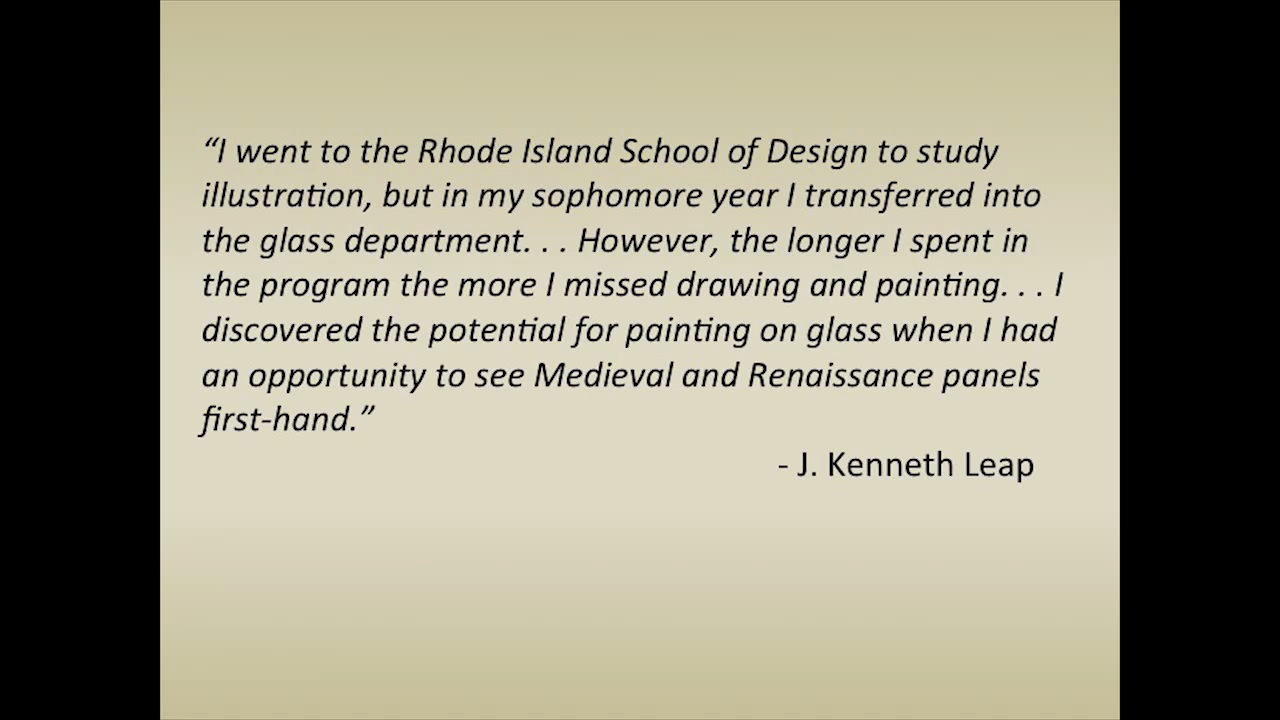 “I went to the Rhode Island School of Design to study
illustration, but in my sophomore year I transferred into
the glass department. . . However, the longer I spent in
the program the more I missed drawing and painting. . . I
discovered the potential for painting on glass when I had
an opportunity to see Medieval and Renaissance panels
first-hand.”
- J. Kenneth Leap